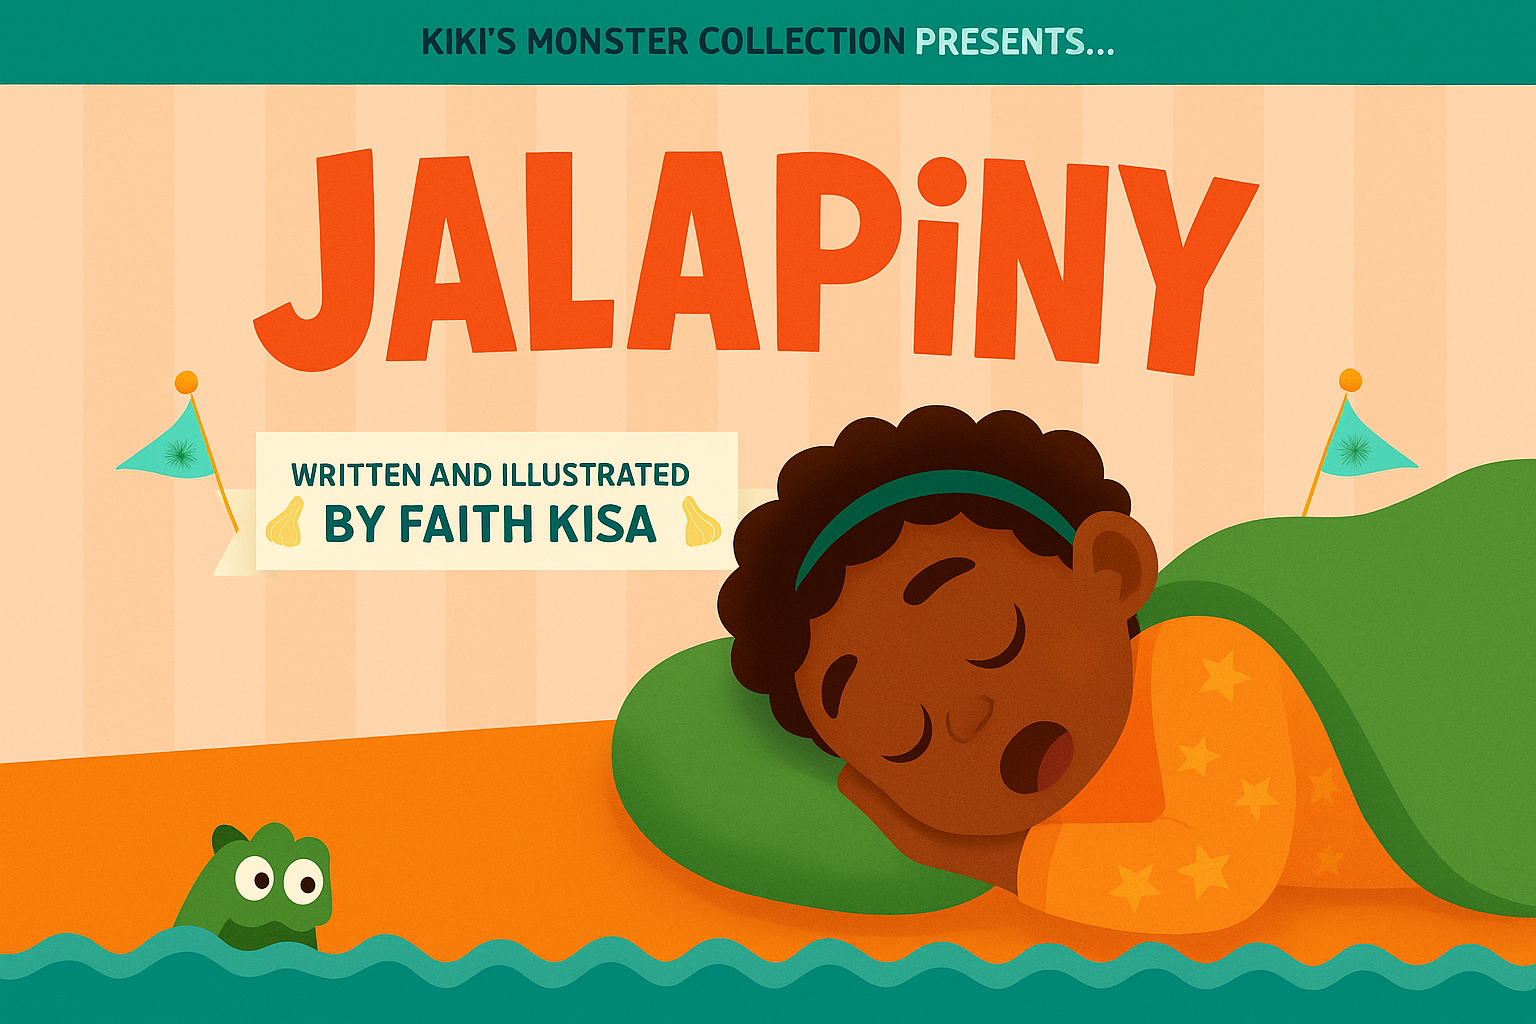 KIKI'S MONSTER COLLECTION PRESENTS...
JALAPiNY
WRITTEN AND ILLUSTRATED
BY FAITH KISA